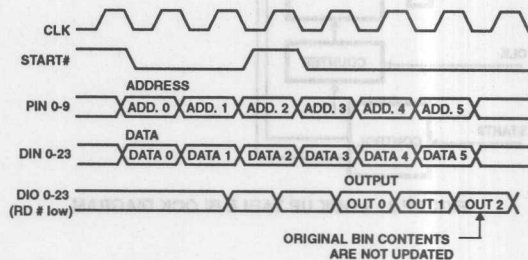 CLK
START#
ADDRESS
PIN 0-9 ADD. 0 ADD. 1 ADD. 2 ADD. 3 ADD. 4 ADD. 5
DATA
DIN 0-23 DATA 0 DATA 1 DATA 2 DATA 3 DATA 4 DATA 5
OUTPUT
DIO 0-23 OUT 0 OUT 1 OUT 2
(RD # low)
ORIGINAL BIN CONTENTS
ARE NOT UPDATED